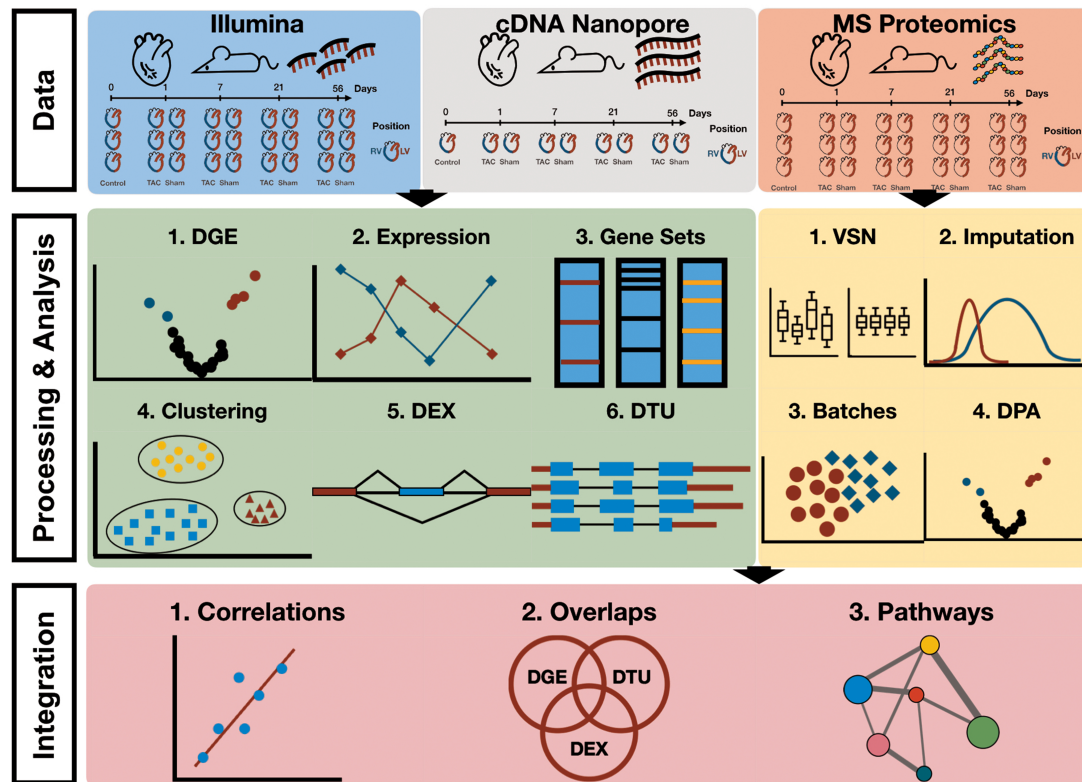 Data
Illumina
0 1 7 21 56 Days
Position
RV LV
Control TAC Sham TAC Sham TAC Sham TAC Sham
cDNA Nanopore
0 1 7 21 56 Days
Position
RV LV
Control TAC Sham TAC Sham TAC Sham TAC Sham
MS Proteomics
0 1 7 21 56 Days
Position
RV LV
Control TAC Sham TAC Sham TAC Sham TAC Sham
Processing & Analysis
1. DGE
2. Expression
3. Gene Sets
4. Clustering
5. DEX
6. DTU
1. VSN
2. Imputation
3. Batches
4. DPA
Integration
1. Correlations
2. Overlaps
DGE
DTU
DEX
3. Pathways